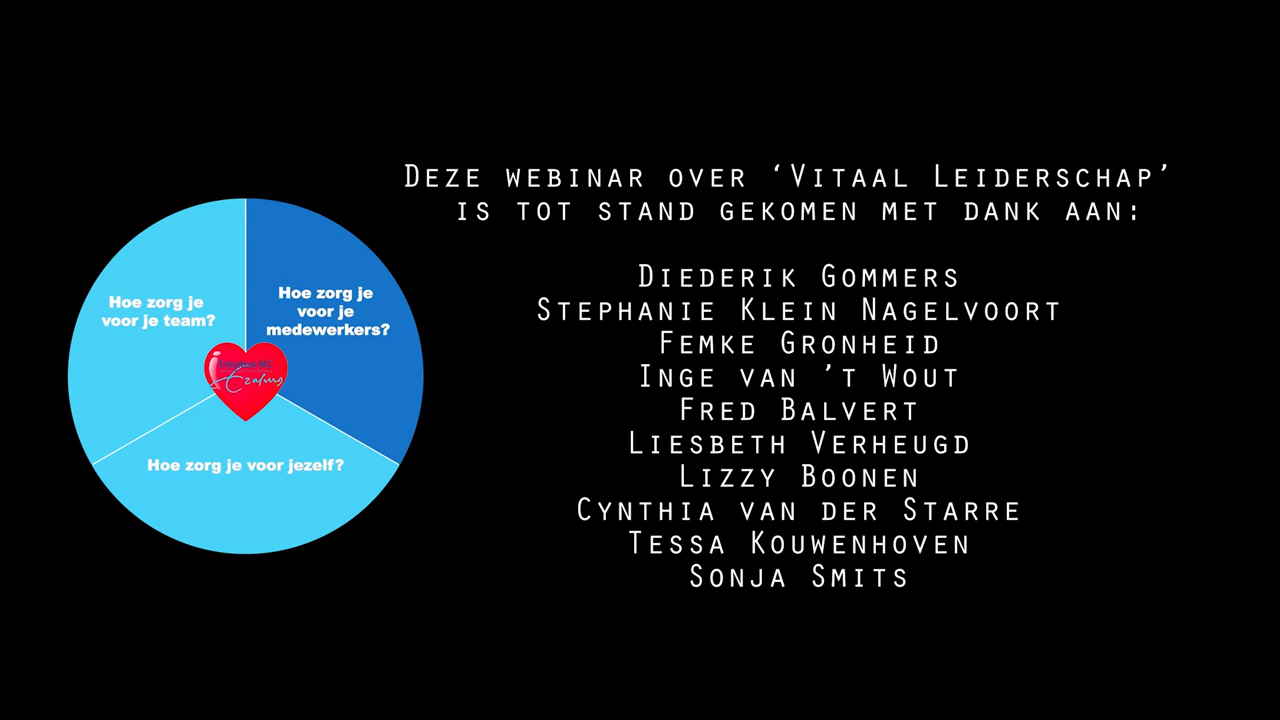 Deze webinar over ‘Vitaal Leiderschap’
is tot stand gekomen met dank aan:
Diederik Gommers
Stephanie Klein Nagelvoort
Femke Gronheid
Inge van ’t Wout
Fred Balvert
Liesbeth Verheugd
Lizzy Boonen
Cynthia van der Starre
Tessa Kouwenhoven
Sonja Smits
Hoe zorg je
voor je team?
Hoe zorg je
voor je
medewerkers?
Erasmus
Hoe zorg je voor jezelf?